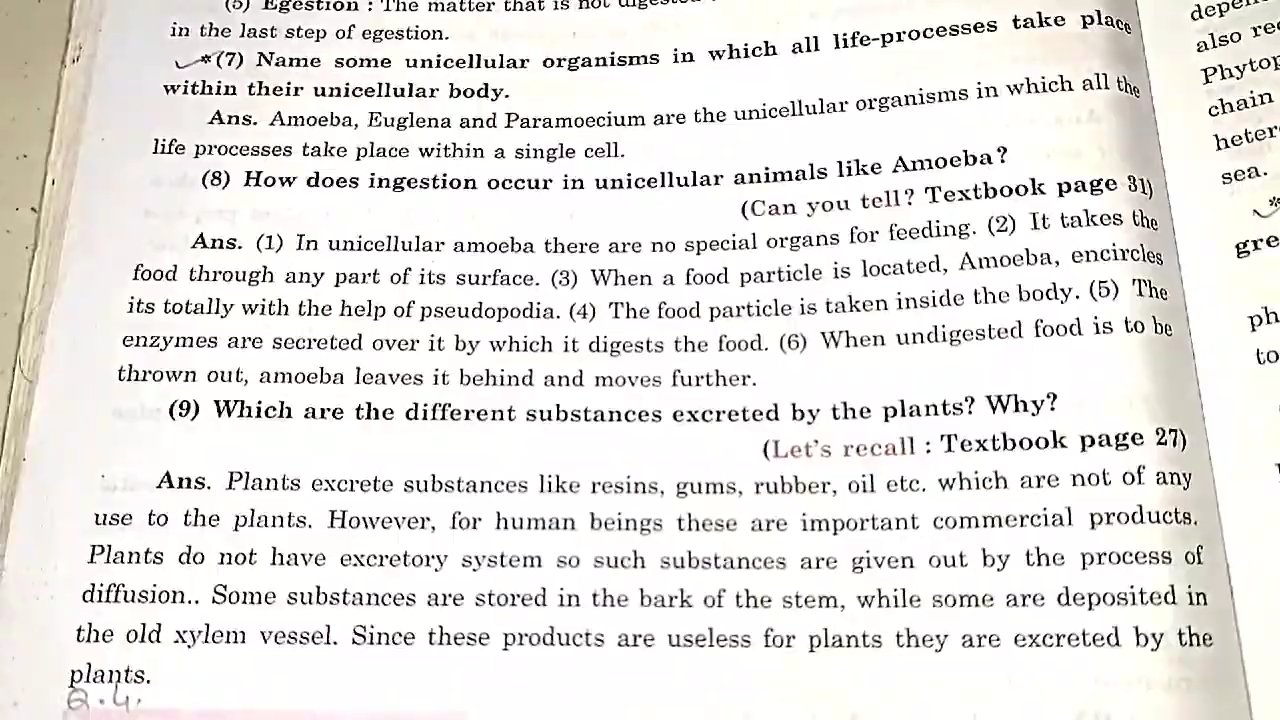 (5) Egestion : The matter that is not
in the last step of egestion.
*(7) Name some unicellular organisms in which all life-processes take place
within their unicellular body.
Ans. Amoeba, Euglena and Paramoecium are the unicellular organisms in which all the
life processes take place within a single cell.
(8) How does ingestion occur in unicellular animals like Amoeba?
(Can you tell? Textbook page 31)
Ans. (1) In unicellular amoeba there are no special organs for feeding. (2) It takes the
food through any part of its surface. (3) When a food particle is located, Amoeba, encircles
its totally with the help of pseudopodia. (4) The food particle is taken inside the body. (5) The
enzymes are secreted over it by which it digests the food. (6) When undigested food is to be
thrown out, amoeba leaves it behind and moves further.
(9) Which are the different substances excreted by the plants? Why?
(Let's recall : Textbook page 27)
Ans. Plants excrete substances like resins, gums, rubber, oil etc. which are not of any
use to the plants. However, for human beings these are important commercial products.
Plants do not have excretory system so such substances are given out by the process of
diffusion.. Some substances are stored in the bark of the stem, while some are deposited in
the old xylem vessel. Since these products are useless for plants they are excreted by the
plants.
Q.4.
also
chain
sea.
*
to